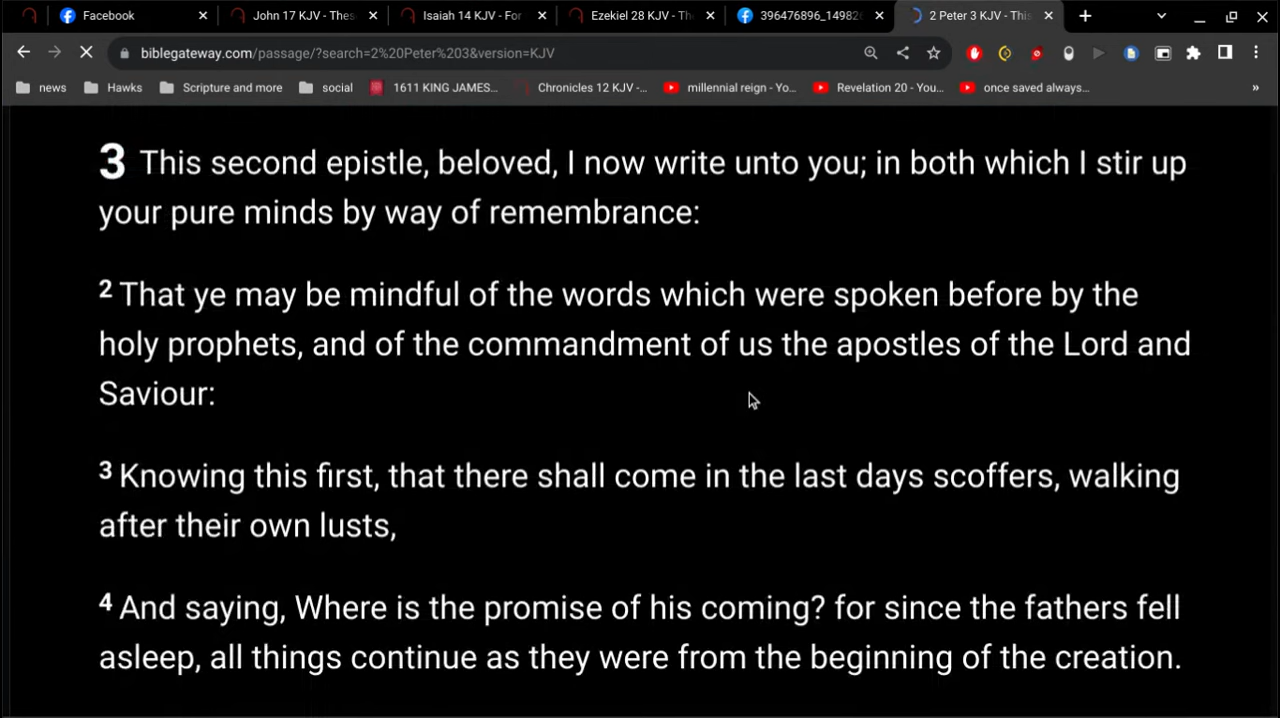 Facebook
John 17 KJV - Thes
Isaiah 14 KJV - For
Ezekiel 28 KJV - Th
396476896_14982
2 Peter 3 KJV - This
biblegateway.com/passage/?search=2%20Peter%203&version=KJV
news
Hawks
Scripture and more
social
1611 KING JAMES...
Chronicles 12 KJV -...
millennial reign - Yo...
Revelation 20 - You...
once saved always...
»
3 This second epistle, beloved, I now write unto you; in both which I stir up
your pure minds by way of remembrance:
2 That ye may be mindful of the words which were spoken before by the
holy prophets, and of the commandment of us the apostles of the Lord and
Saviour:
3 Knowing this first, that there shall come in the last days scoffers, walking
after their own lusts,
4 And saying, Where is the promise of his coming? for since the fathers fell
asleep, all things continue as they were from the beginning of the creation.